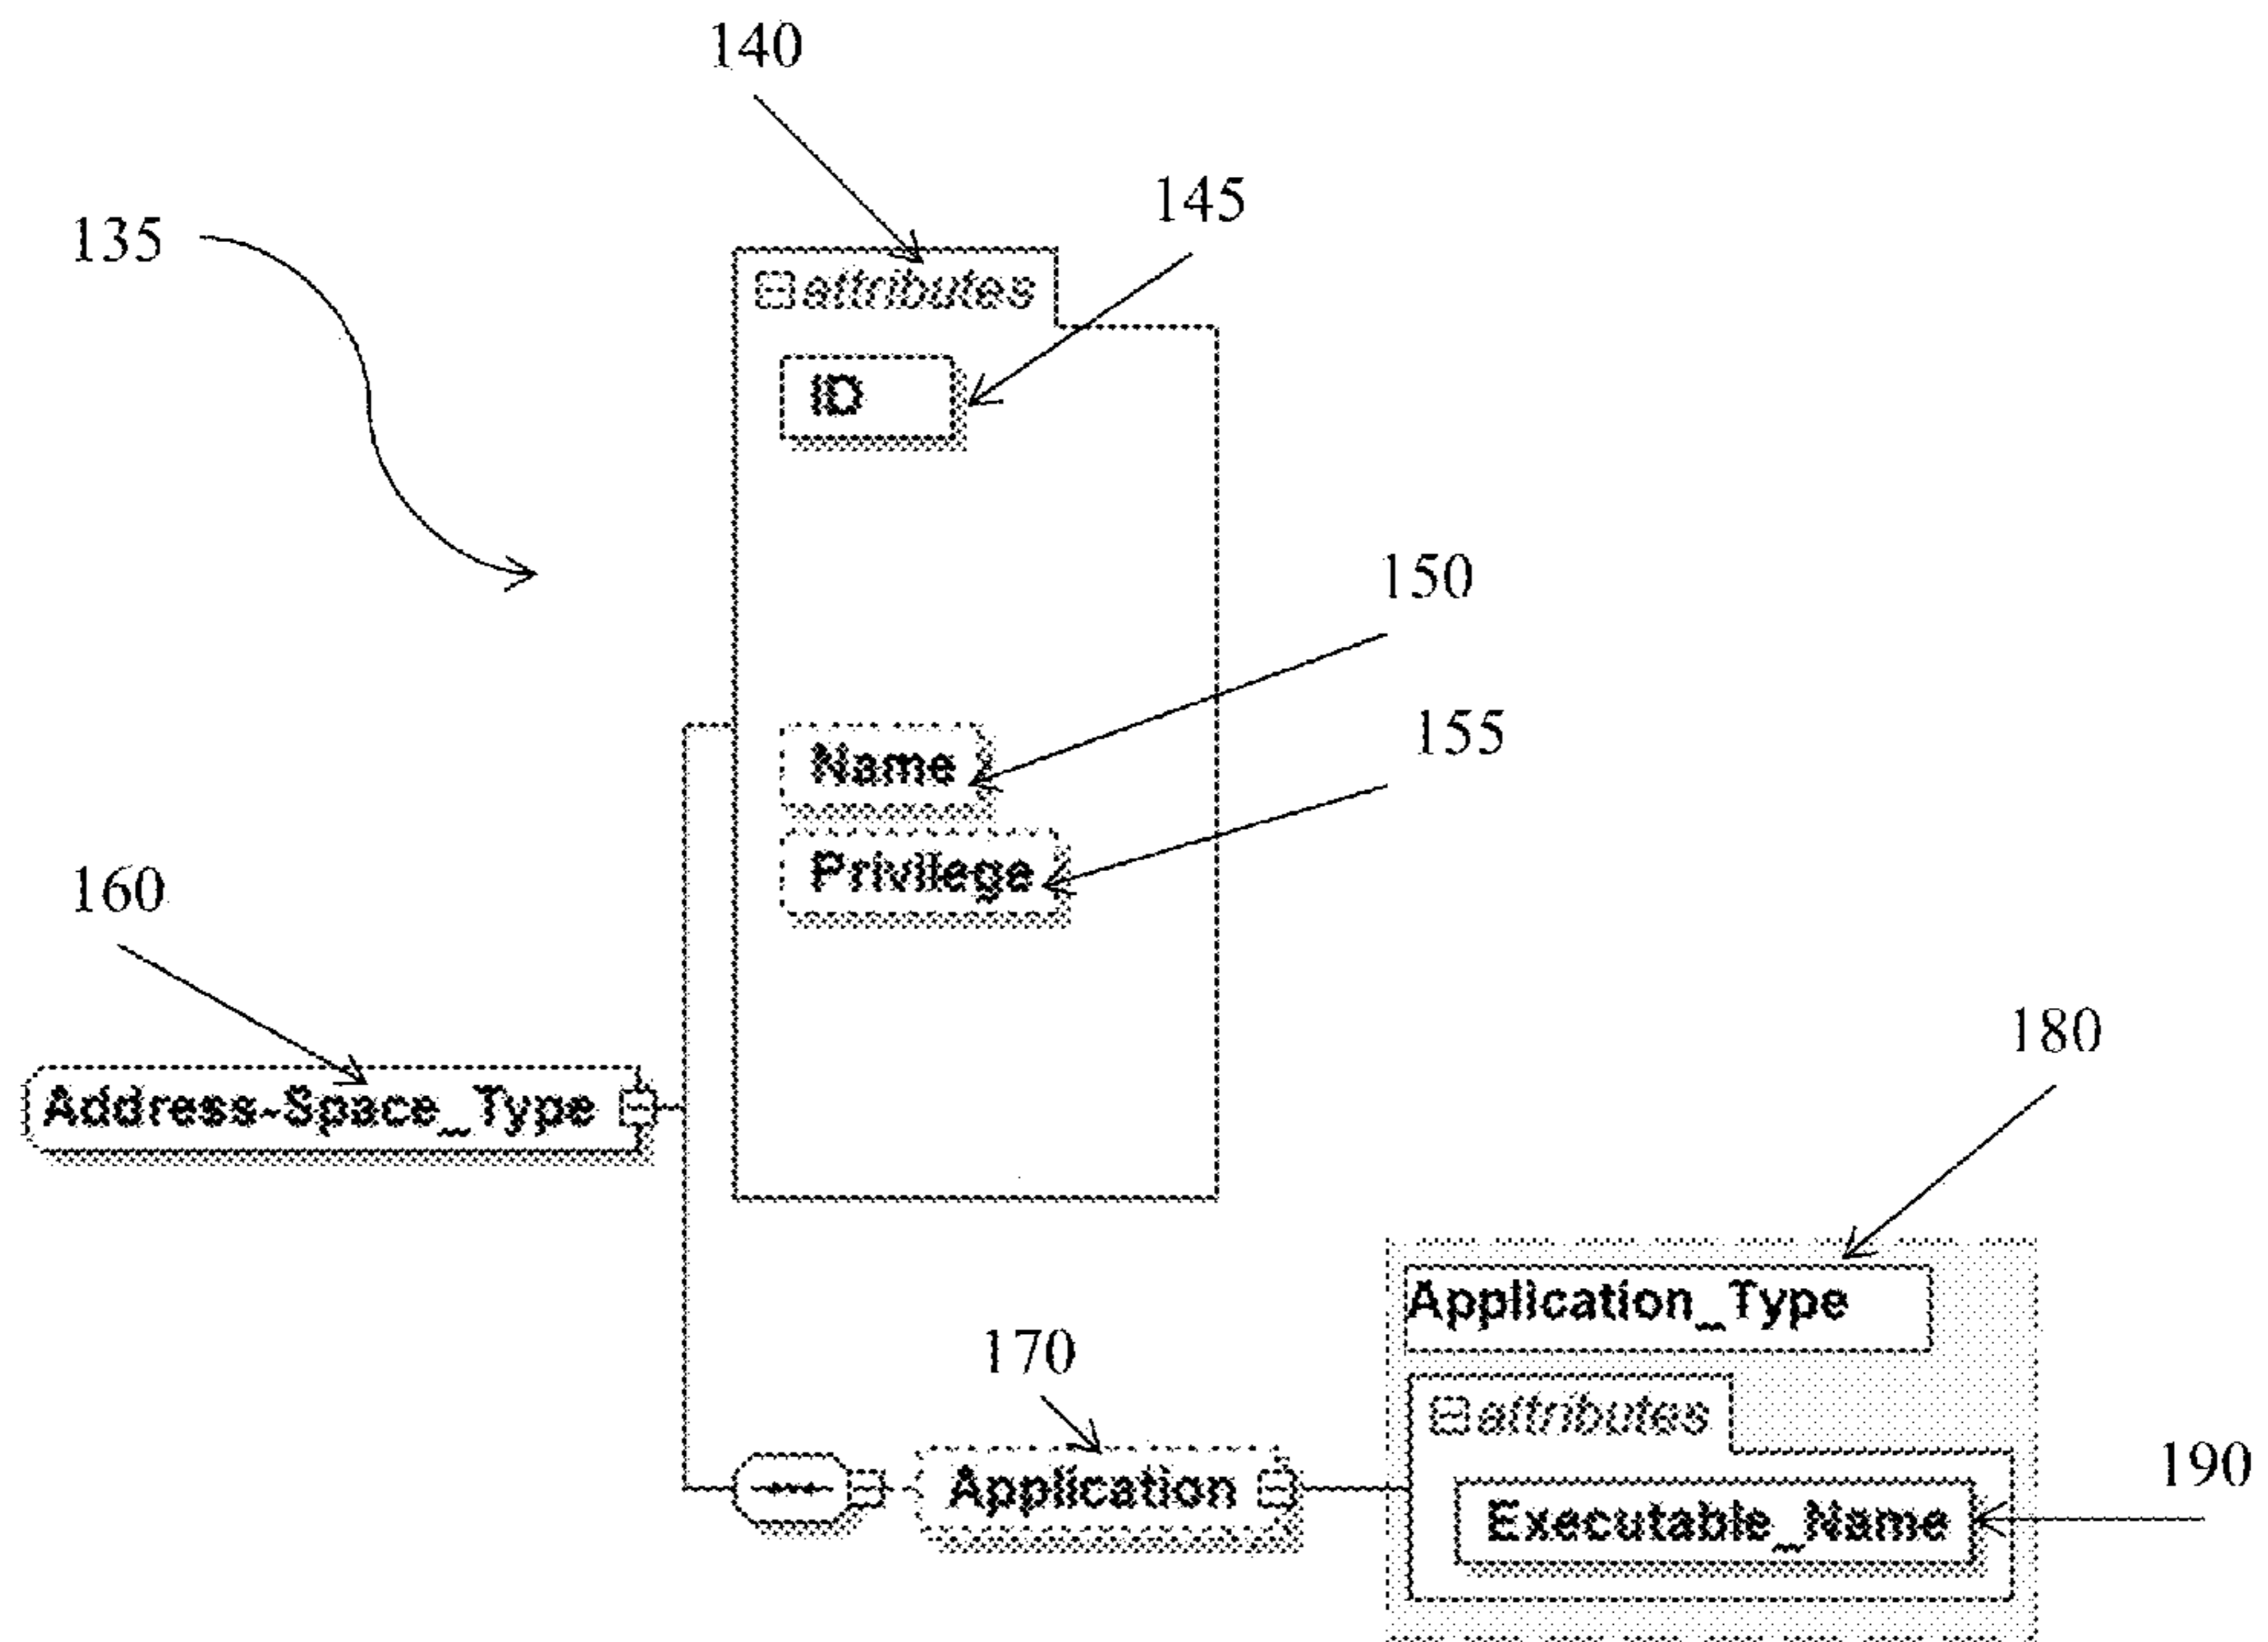 140
145
135
attributes
ID
150
Name
155
Privilege
160
180
Address-Space_Type
Application_Type
170
attributes
190
Application
Executable_Name